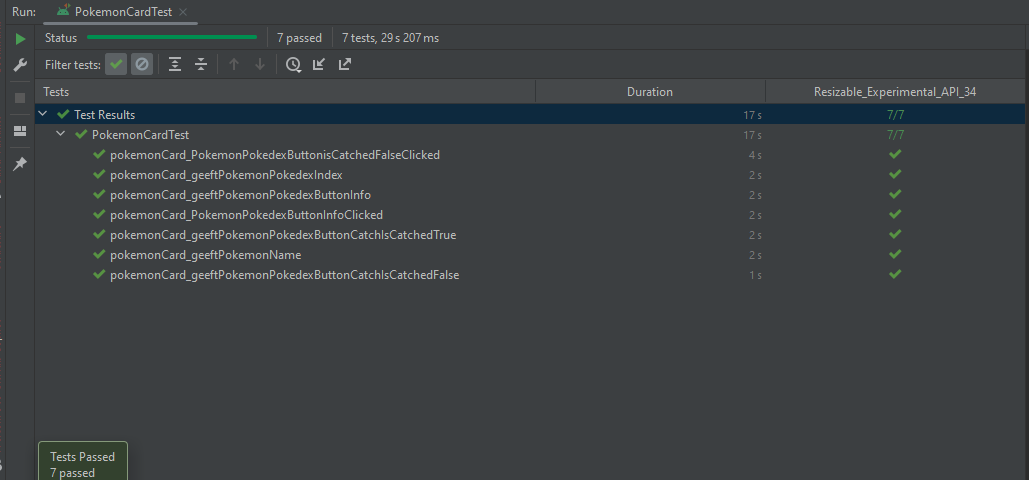 Run: PokemonCardTest
Status 7 passed 7 tests, 29 s 207 ms
Filter tests:
Tests Duration Resizable_Experimental_API_34
Test Results 17 s 7/7
PokemonCardTest 17 s 7/7
pokemonCard_PokemonPokedexButtonisCatchedFalseClicked 4 s
pokemonCard_geeftPokemonPokedexIndex 2 s
pokemonCard_geeftPokemonPokedexButtonInfo 2 s
pokemonCard_PokemonPokedexButtonInfoClicked 2 s
pokemonCard_geeftPokemonPokedexButtonCatchIsCatchedTrue 2 s
pokemonCard_geeftPokemonName 2 s
pokemonCard_geeftPokemonPokedexButtonCatchIsCatchedFalse 1 s
Tests Passed
7 passed